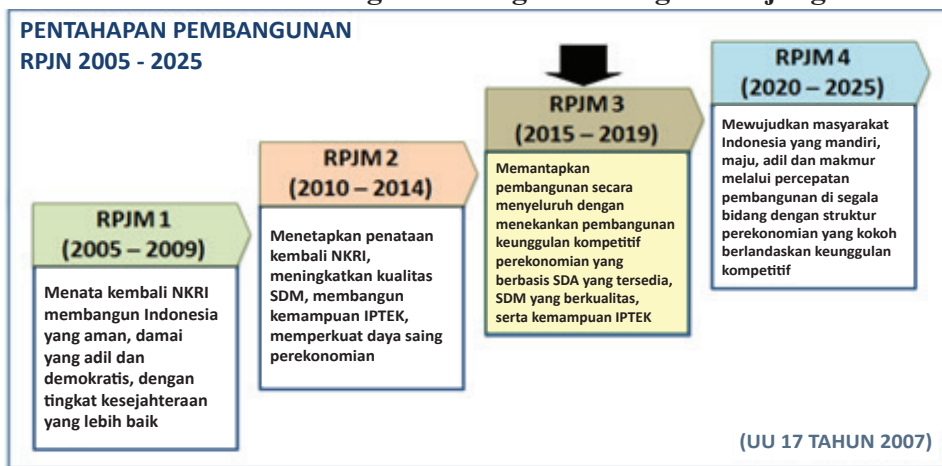 PENTAHAPAN PEMBANGUNAN
RPJN 2005 - 2025
RPJM 1
(2005 – 2009)
Menata kembali NKRI
membangun Indonesia
yang aman, damai
yang adil dan
demokratis, dengan
tingkat kesejahteraan
yang lebih baik
RPJM 2
(2010 – 2014)
Menetapkan penataan
kembali NKRI,
meningkatkan kualitas
SDM, membangun
kemampuan IPTEK,
memperkuat daya saing
perekonomian
RPJM 3
(2015 – 2019)
Memantapkan
pembangunan secara
menyeluruh dengan
menekankan pembangunan
keunggulan kompetitif
perekonomian yang
berbasis SDA yang tersedia,
SDM yang berkualitas,
serta kemampuan IPTEK
RPJM 4
(2020 – 2025)
Mewujudkan masyarakat
Indonesia yang mandiri,
maju, adil dan makmur
melalui percepatan
pembangunan di segala
bidang dengan struktur
perekonomian yang kokoh
berlandaskan keunggulan
kompetitif
(UU 17 TAHUN 2007)